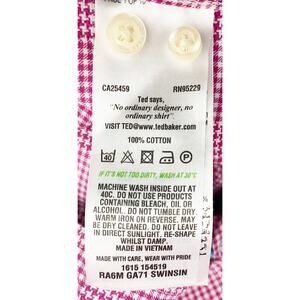 CA25459 RN95229
Ted says,
"No ordinary designer, no
ordinary shirt".
VISIT TED@www.tedbaker.com
100% COTTON
40
IF IT'S NOT TOO DIRTY, WASH AT 30°C
MACHINE WASH INSIDE OUT AT
40C. DO NOT USE PRODUCTS
CONTAINING BLEACH, OIL OR
ALCOHOL. DO NOT TUMBLE DRY.
WARM IRON ON REVERSE. MAY
BE DRY CLEANED. DO NOT LEAVE
IN DIRECT SUNLIGHT. RE-SHAPE
WHILST DAMP.
MADE IN VIETNAM
MADE WITH CARE, WEAR WITH PRIDE
1615 154519
RA6M GA71 SWINSIN